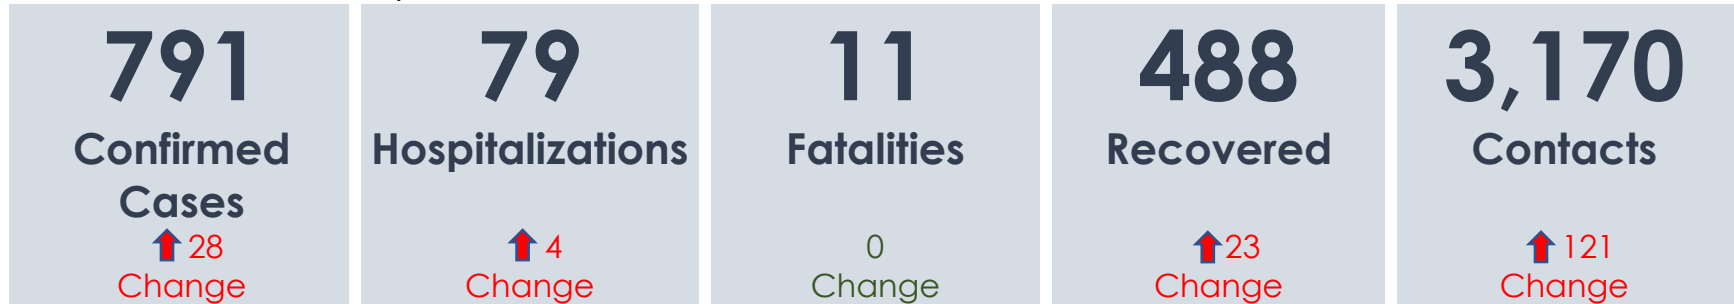 791
Confirmed
Cases
28
Change
79
Hospitalizations
4
Change
11
Fatalities
0
Change
488
Recovered
23
Change
3,170
Contacts
121
Change